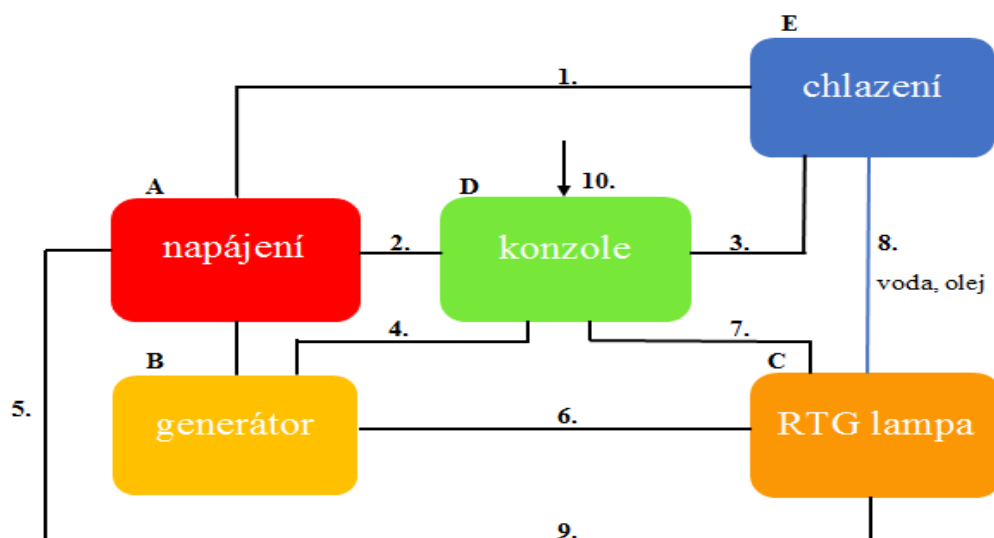 E
1.
chlazení
A
D
10.
napájení
2.
konzole
3.
8.
voda, olej
4.
7.
B
C
5.
generátor
6.
RTG lampa
9.